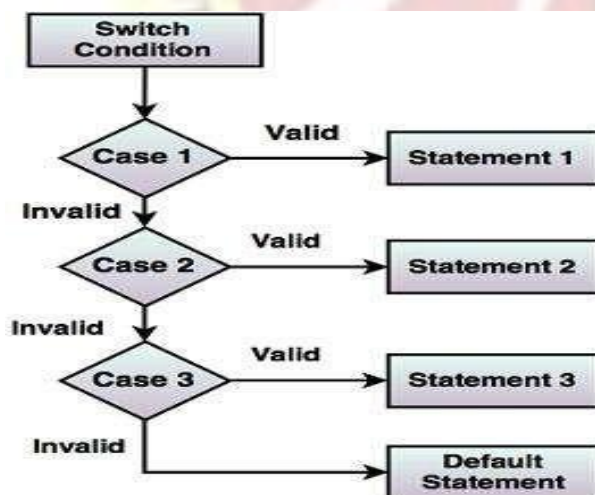 Switch
Condition
Valid
Case 1
Statement 1
Invalid
Valid
Case 2
Statement 2
Invalid
Valid
Case 3
Statement 3
Invalid
Default
Statement